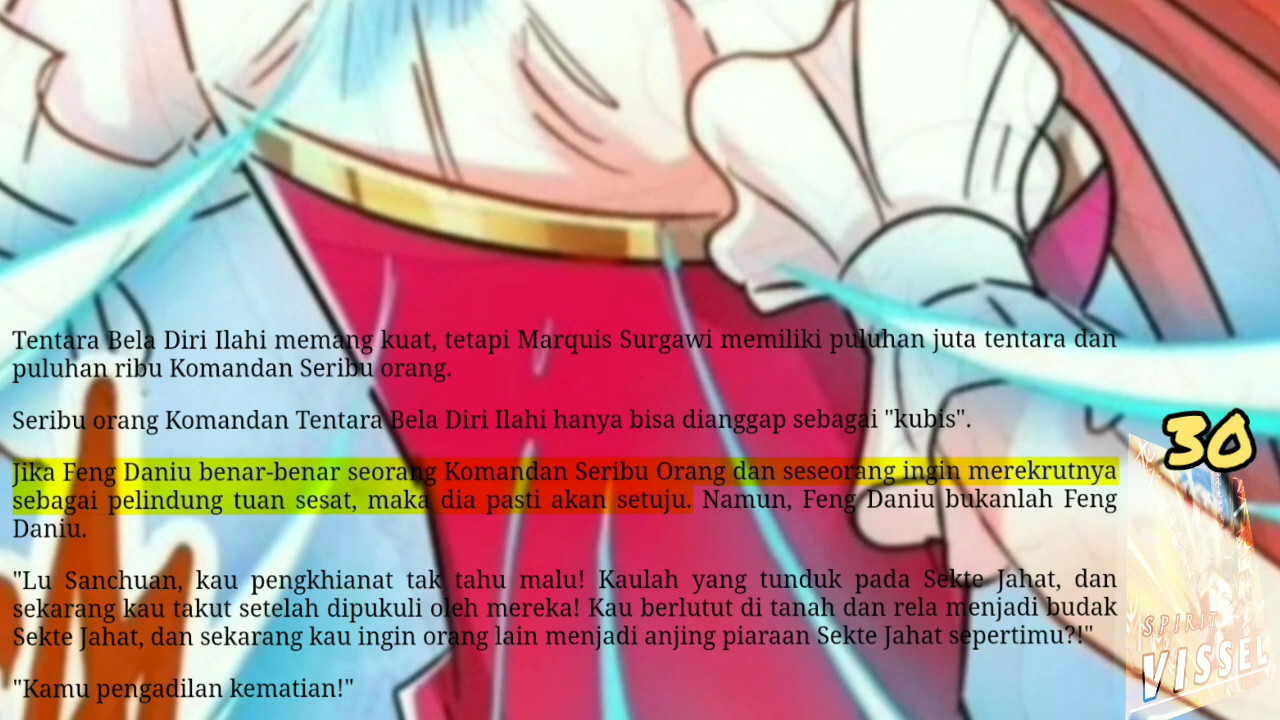 Tentara Bela Diri Ilahi memang kuat, tetapi Marquis Surgawi memiliki puluhan juta tentara dan
puluhan ribu Komandan Seribu orang.
Seribu orang Komandan Tentara Bela Diri Ilahi hanya bisa dianggap sebagai "kubis".
Jika Feng Daniu benar-benar seorang Komandan Seribu Orang dan seseorang ingin merekrutnya
sebagai pelindung tuan sesat, maka dia pasti akan setuju. Namun, Feng Daniu bukanlah Feng
Daniu.
"Lu Sanchuan, kau pengkhianat tak tahu malu! Kaulah yang tunduk pada Sekte Jahat, dan
sekarang kau takut setelah dipukuli oleh mereka! Kau berlutut di tanah dan rela menjadi budak
Sekte Jahat, dan sekarang kau ingin orang lain menjadi anjing piaraan Sekte Jahat sepertimu?!"
"Kamu pengadilan kematian!"
30
SPIRIT
VISSEL